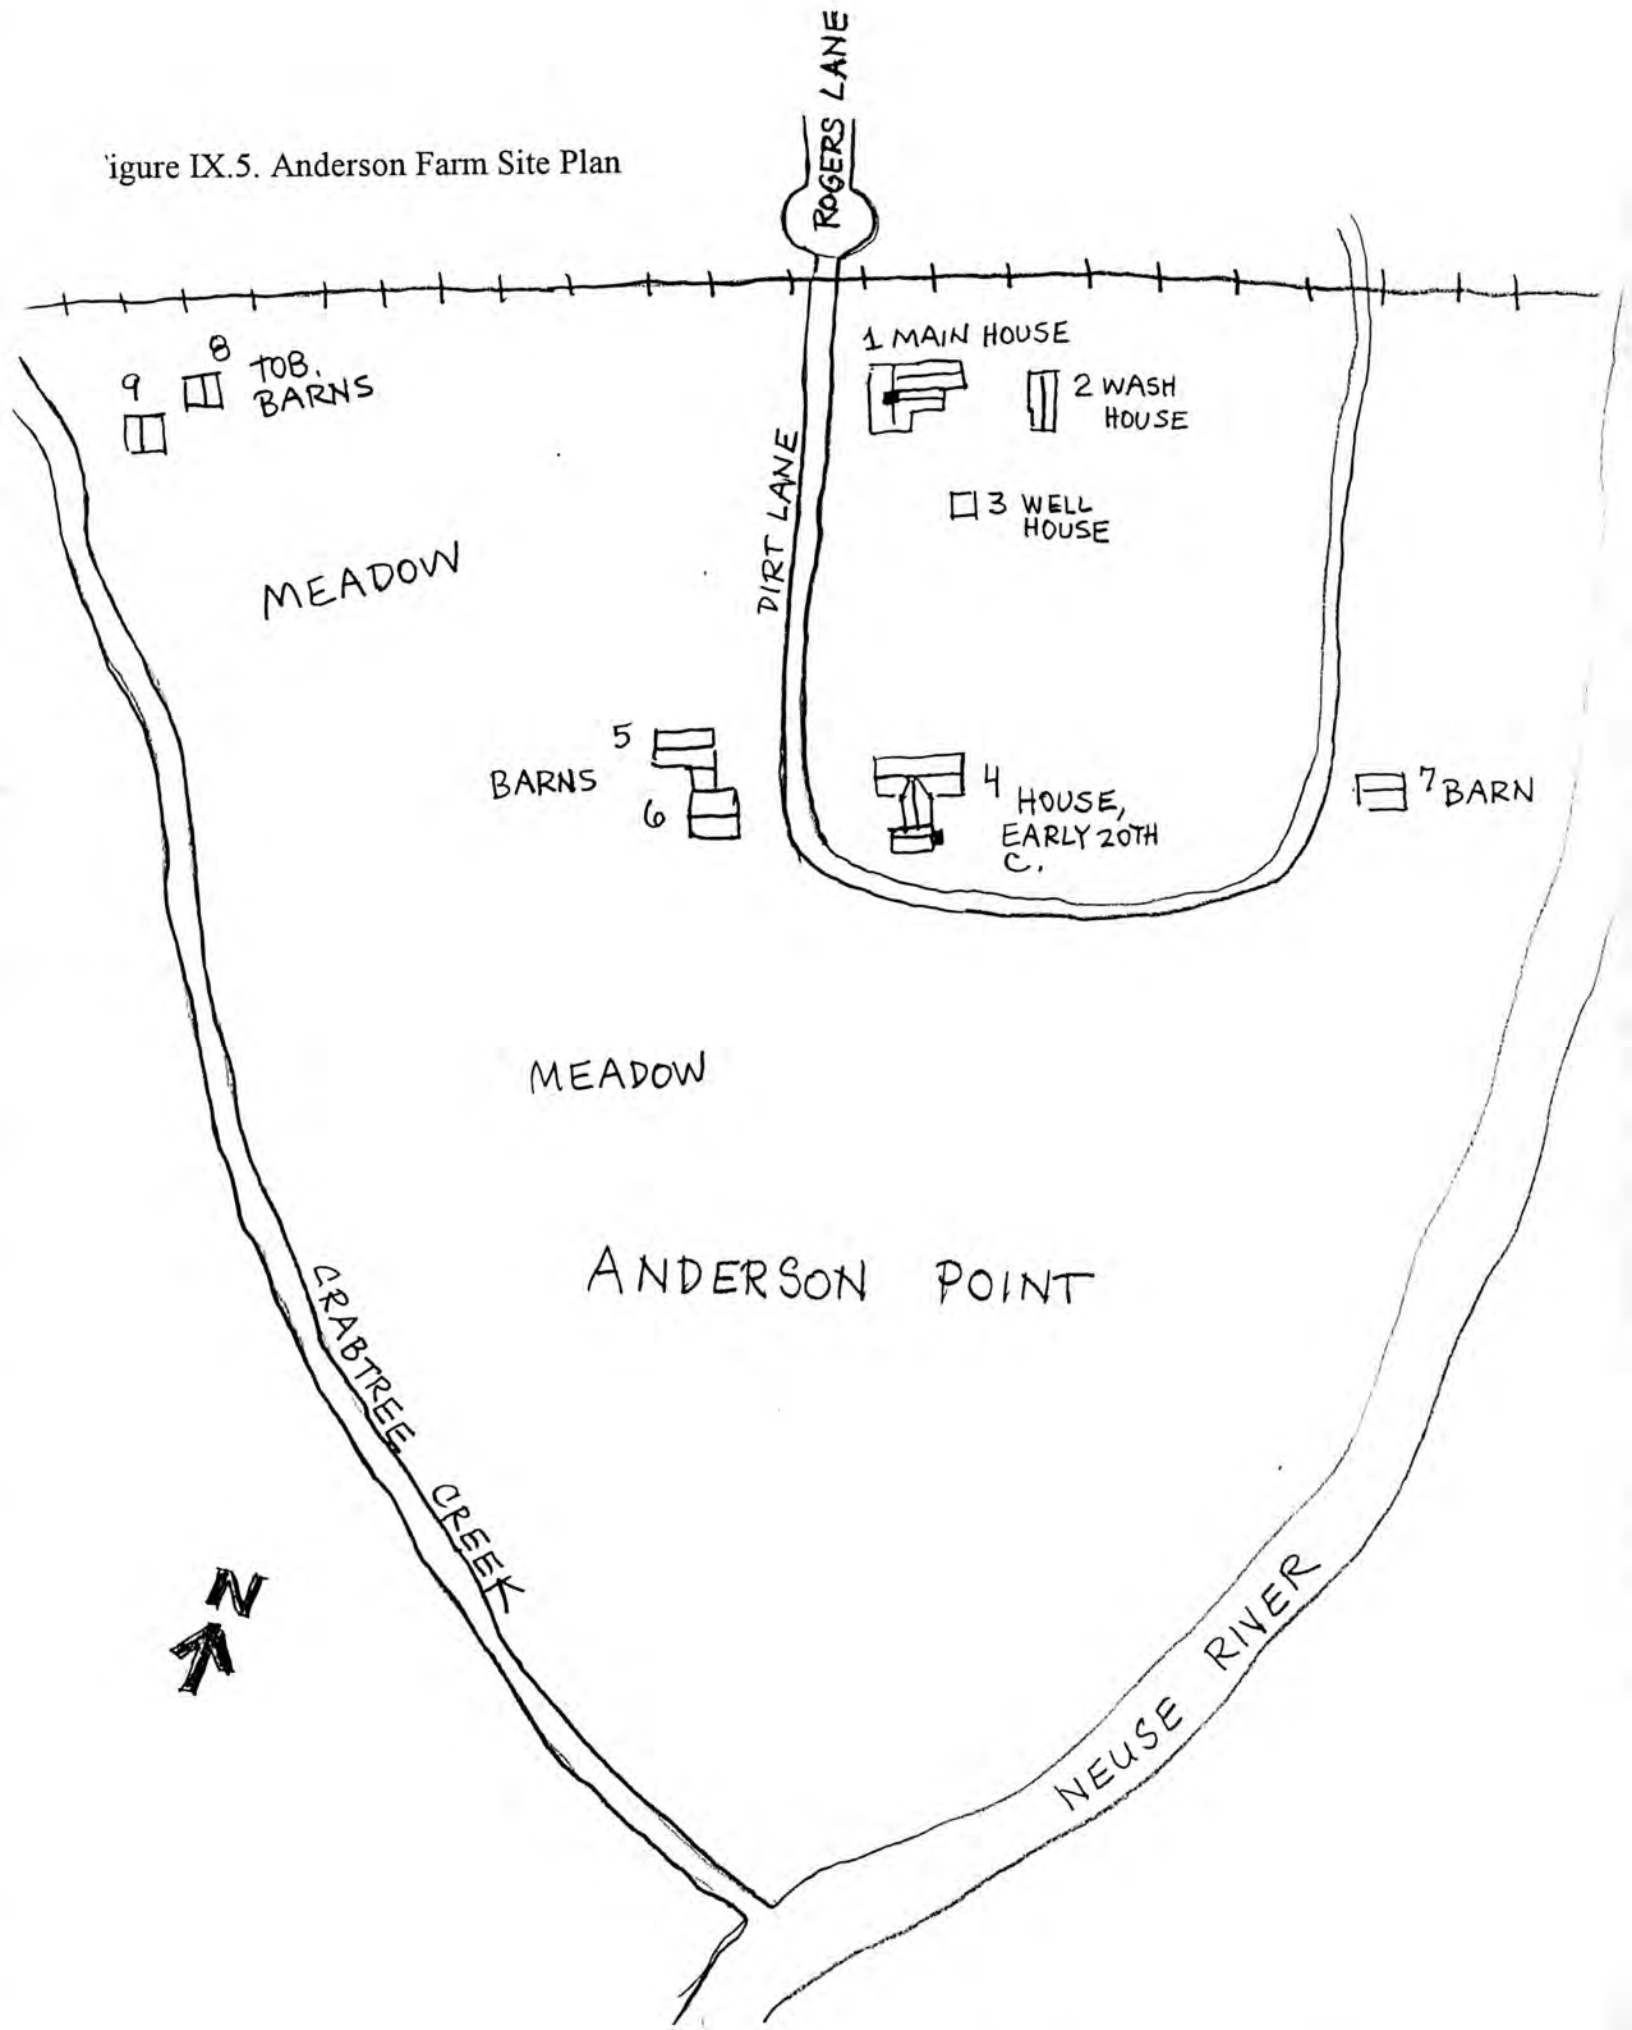 ROGERS LANE
'igure IX.5. Anderson Farm Site Plan
1 MAIN HOUSE
8 TOB.
BARNS
9
2 WASH
HOUSE
3 WELL
HOUSE
DIRT LANE
MEADOW
5
BARNS
6
4 HOUSE,
EARLY 20TH
C.
7 BARN
MEADOW
ANDERSON POINT
CRABTREE CREEK
N
NEUSE RIVER